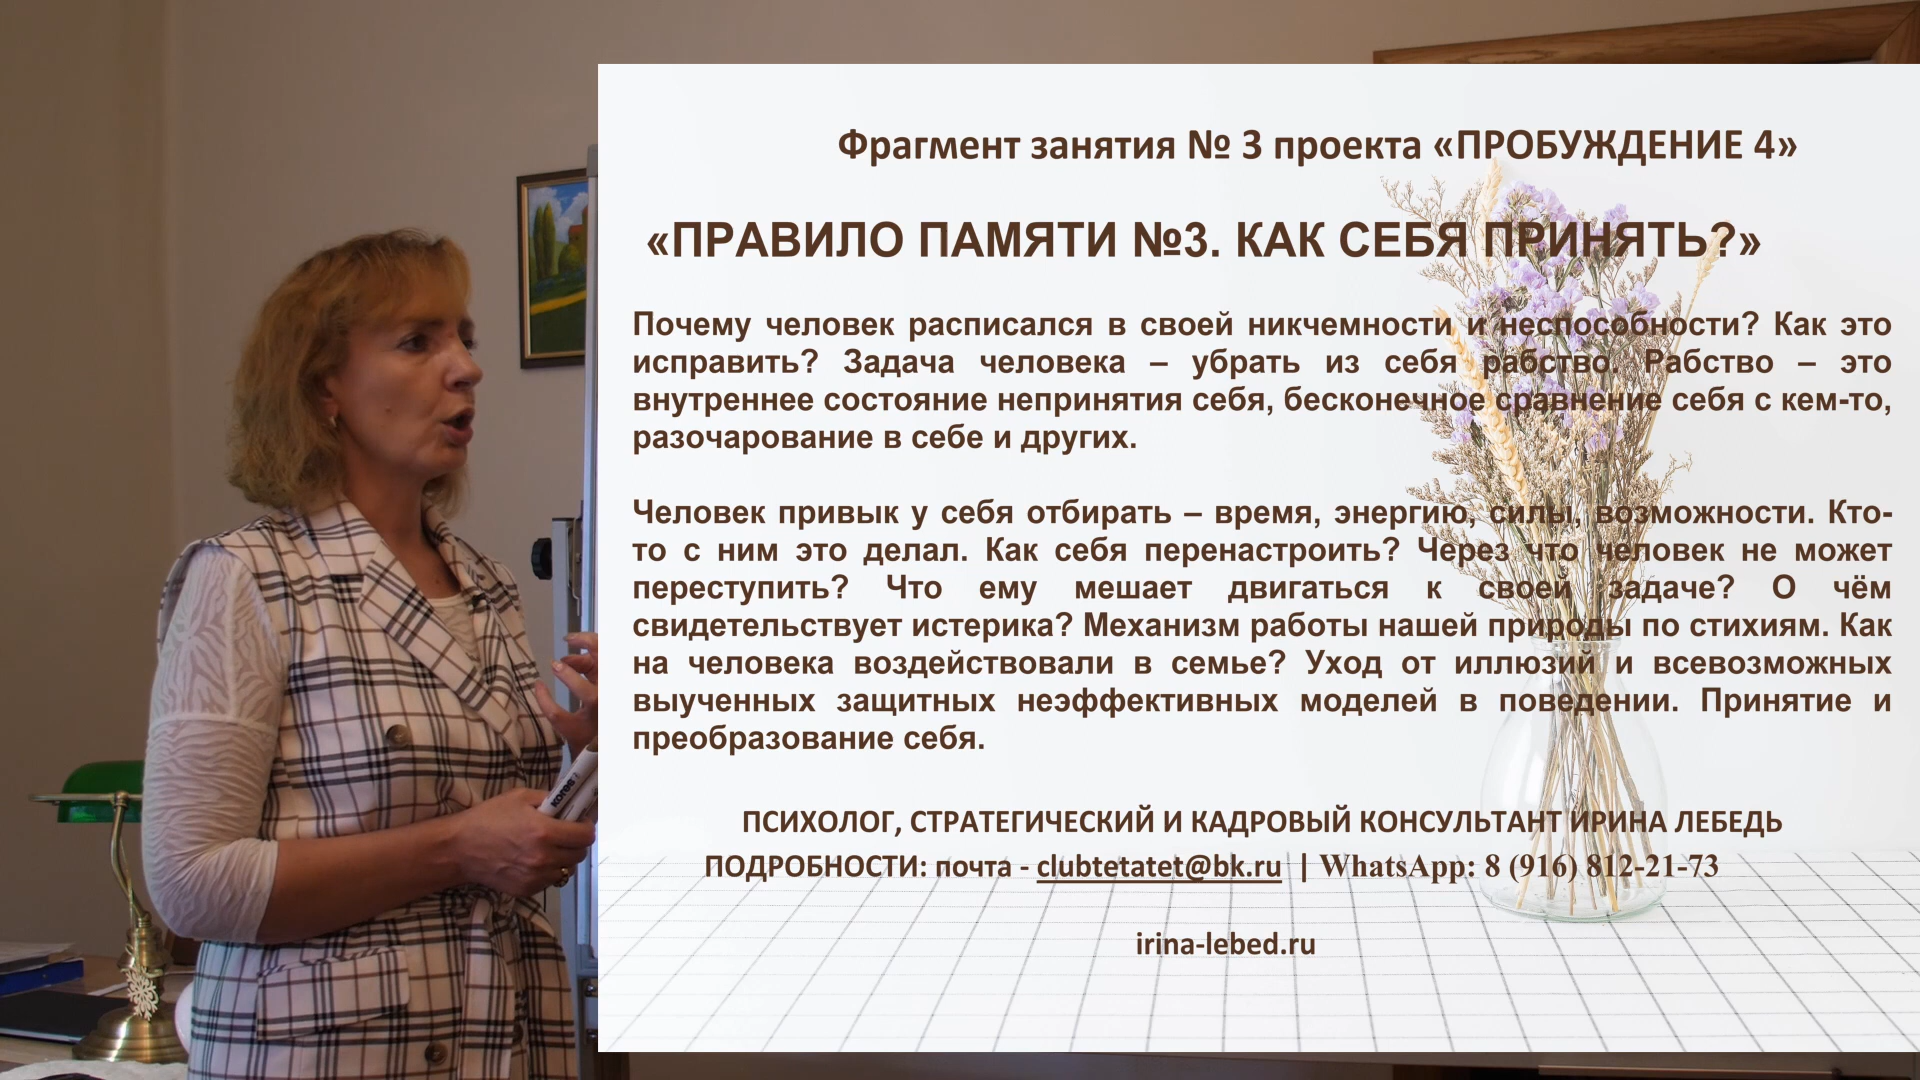 Фрагмент занятия № 3 проекта «ПРОБУЖДЕНИЕ 4»
«ПРАВИЛО ПАМЯТИ №3. КАК СЕБЯ ПРИНЯТЬ?»
Почему человек расписался в своей никчемности и неспособности? Как это
исправить? Задача человека – убрать из себя рабство. Рабство – это
внутреннее состояние непринятия себя, бесконечное сравнение себя с кем-то,
разочарование в себе и других.
Человек привык у себя отбирать – время, энергию, силы, возможности. Кто-
то с ним это делал. Как себя перенастроить? Через что человек не может
переступить? Что ему мешает двигаться к своей задаче? О чём
свидетельствует истерика? Механизм работы нашей природы по стихиям. Как
на человека воздействовали в семье? Уход от иллюзий и всевозможных
выученных защитных неэффективных моделей в поведении. Принятие и
преобразование себя.
ПСИХОЛОГ, СТРАТЕГИЧЕСКИЙ И КАДРОВЫЙ КОНСУЛЬТАНТ ИРИНА ЛЕБЕДЬ
ПОДРОБНОСТИ: почта - clubtetatet@bk.ru | WhatsApp: 8 (916) 812-21-73
irina-lebed.ru
kores